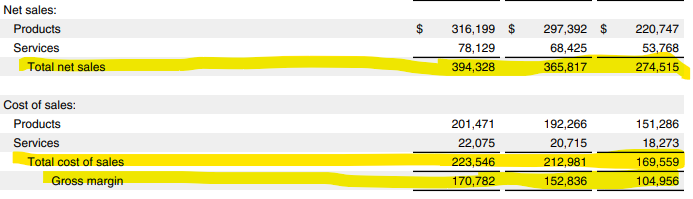 Net sales:
Products $ 316,199 $ 297,392 $ 220,747
Services 78,129 68,425 53,768
Total net sales 394,328 365,817 274,515
Cost of sales:
Products 201,471 192,266 151,286
Services 22,075 20,715 18,273
Total cost of sales 223,546 212,981 169,559
Gross margin 170,782 152,836 104,956